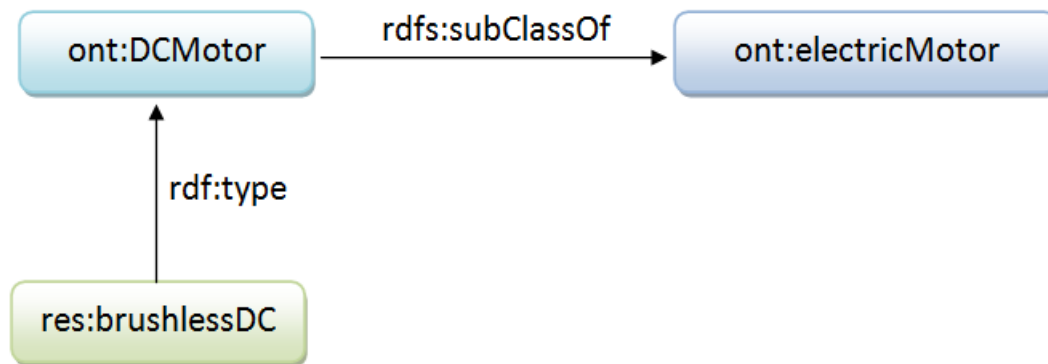 ont:DCMotor
rdfs:subClassOf
ont:electricMotor
rdf:type
res:brushlessDC